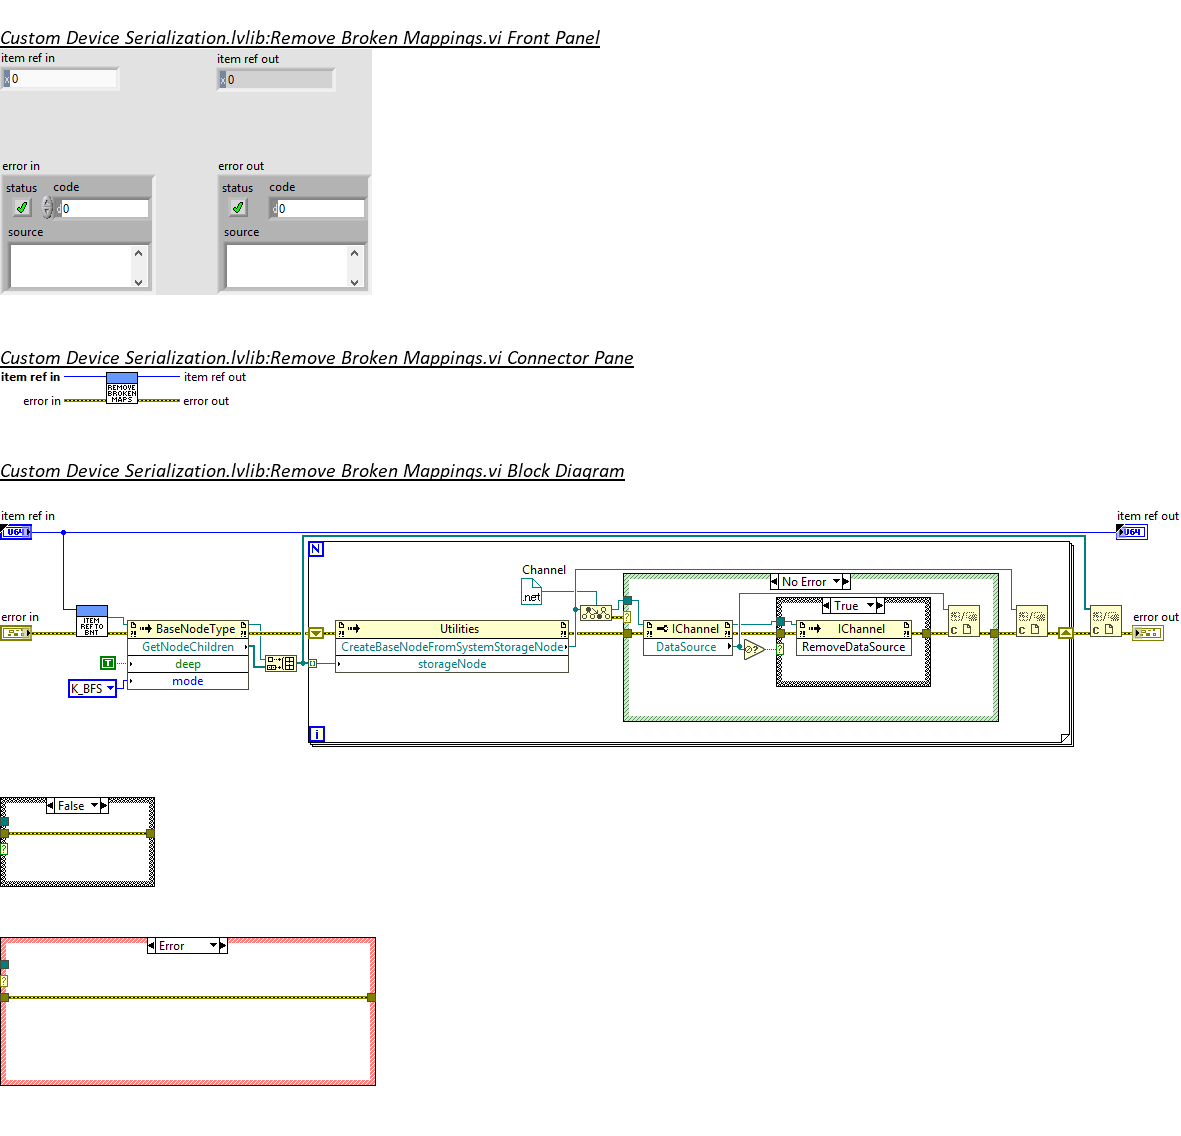 Custom Device Serialization.lvlib:Remove Broken Mappings.vi Front Panel
item ref in
item ref out
x 0
x 0
error in
error out
status code
status code
d 0
d 0
source
source
Custom Device Serialization.lvlib:Remove Broken Mappings.vi Connector Pane
item ref in
item ref out
REMOVE
BROKEN
MAPS
error in
error out
Custom Device Serialization.lvlib:Remove Broken Mappings.vi Block Diagram
item ref in
item ref out
U64
U64
N
Channel
.net
No Error
True
error in
error out
ITEM
REF TO
BNT
BaseNodeType
GetNodeChildren
deep
mode
T
K_BFS
Utilities
CreateBaseNodeFromSystemStorageNode
storageNode
IChannel
DataSource
?
IChannel
RemoveDataSource
C
C
C
i
False
?
Error
?